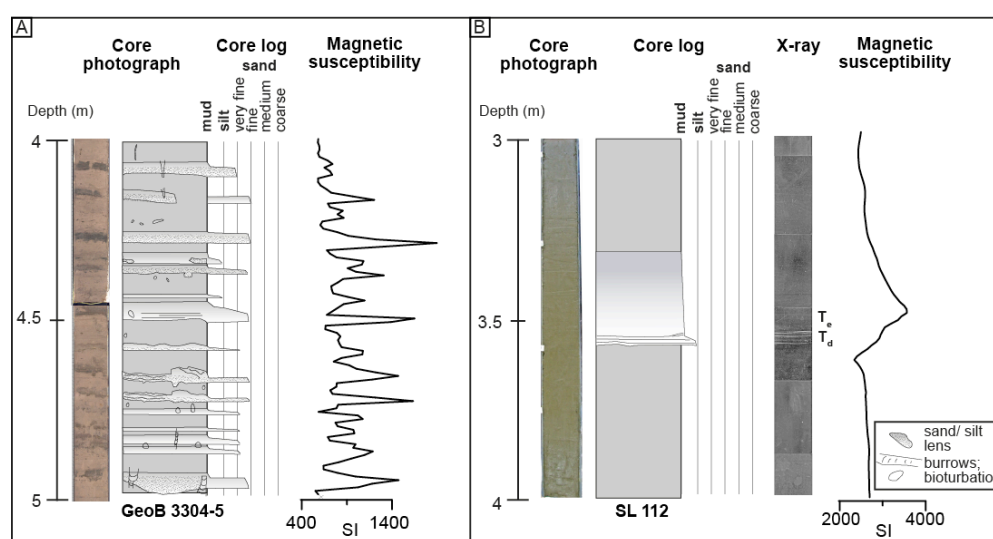 A
Core
photograph
Core log
Magnetic
susceptibility
sand
Depth (m)
mud
silt
very fine
fine
medium
coarse
4
4.5
5
GeoB 3304-5
400
1400
SI
B
Core
photograph
Core log
X-ray
Magnetic
susceptibility
sand
Depth (m)
mud
silt
very fine
fine
medium
coarse
3
3.5
4
Te
Td
SL 112
2000
4000
SI
sand/ silt
lens
burrows;
bioturbatio